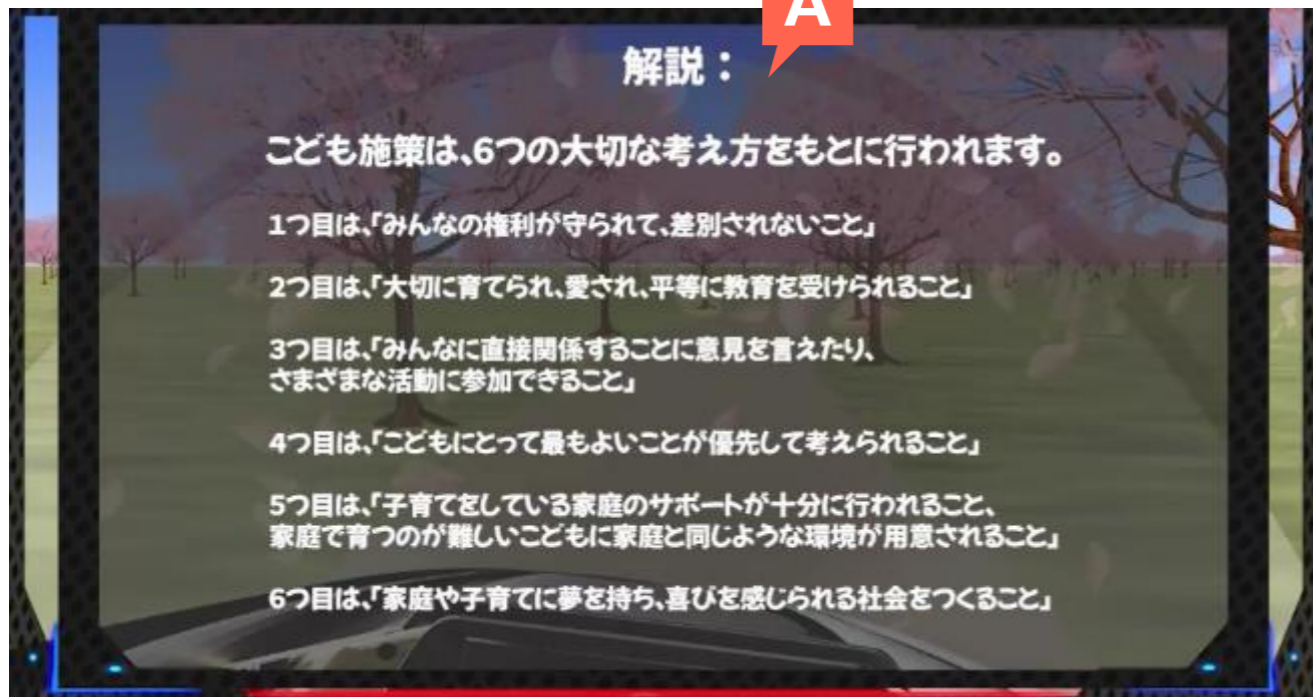 A
解説：
こども施策は、6つの大切な考え方をもとに行われます。
1つ目は、「みんなの権利が守られて、差別されないこと」
2つ目は、「大切に育てられ、愛され、平等に教育を受けられること」
3つ目は、「みんなに直接関係することに意見を言えたり、
さまざまな活動に参加できること」
4つ目は、「こどもにとって最もよいことが優先して考えられること」
5つ目は、「子育てをしている家庭のサポートが十分に行われること、
家庭で育つのが難しいこどもに家庭と同じような環境が用意されること」
6つ目は、「家庭や子育てに夢を持ち、喜びを感じられる社会をつくること」